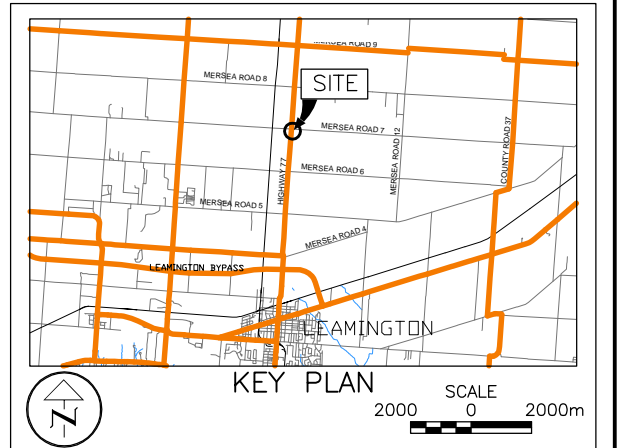 MERSEA ROAD 9
MERSEA ROAD 8
SITE
MERSEA ROAD 7
MERSEA ROAD 12
COUNTY ROAD 37
HIGHWAY 77
MERSEA ROAD 6
MERSEA ROAD 5
MERSEA ROAD 4
LEAMINGTON BYPASS
LEAMINGTON
KEY PLAN
N
SCALE
2000 0 2000m